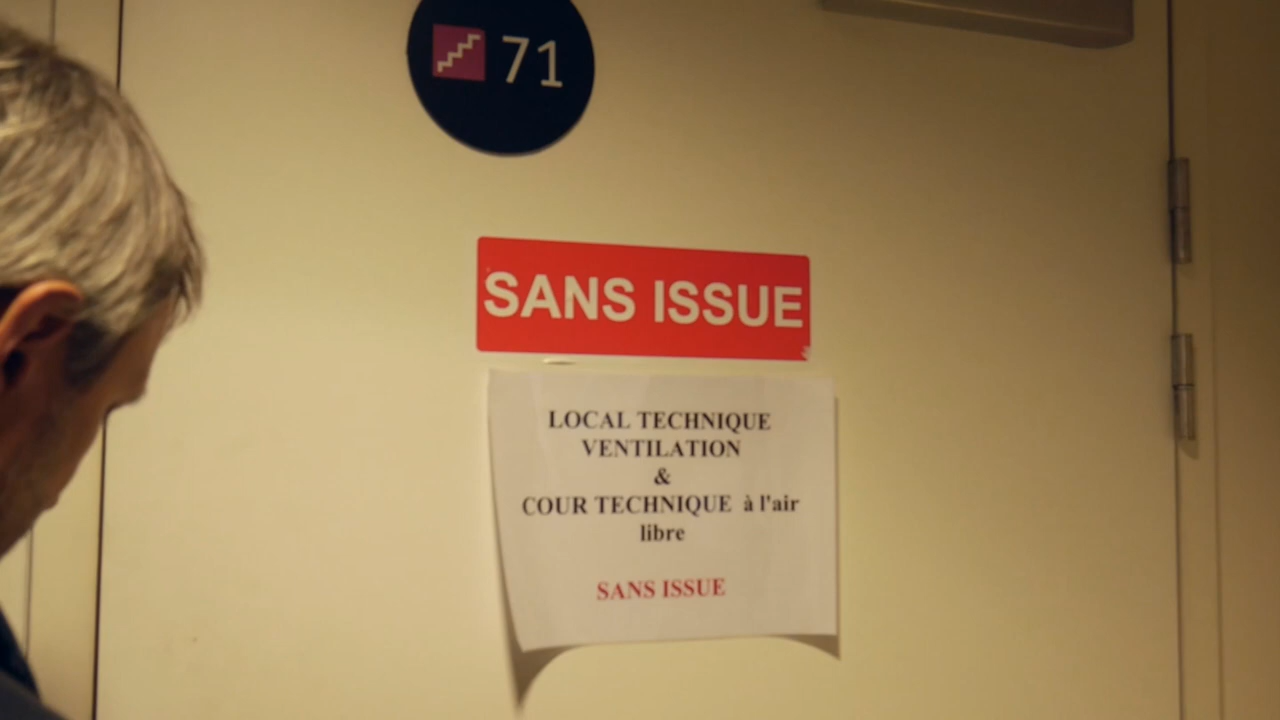 71
SANS ISSUE
LOCAL TECHNIQUE
VENTILATION
&
COUR TECHNIQUE à l'air
libre
SANS ISSUE